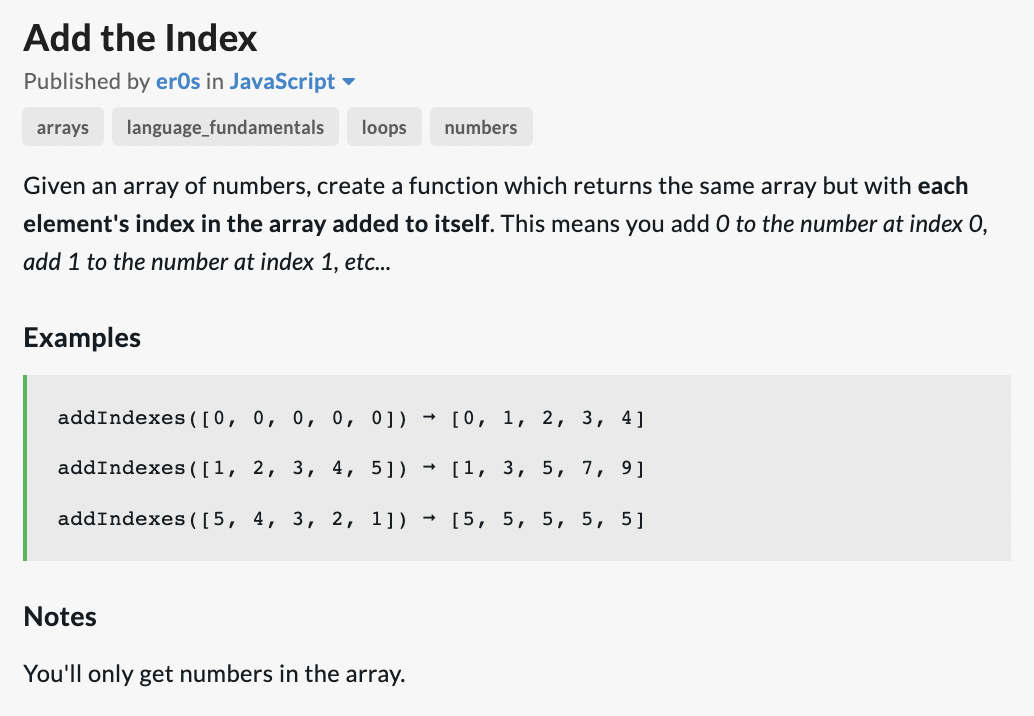 Add the Index
Published by er0s in JavaScript
arrays language_fundamentals loops numbers
Given an array of numbers, create a function which returns the same array but with each
element's index in the array added to itself. This means you add 0 to the number at index 0,
add 1 to the number at index 1, etc...
Examples
addIndexes([0, 0, 0, 0, 0]) → [0, 1, 2, 3, 4]
addIndexes([1, 2, 3, 4, 5]) → [1, 3, 5, 7, 9]
addIndexes([5, 4, 3, 2, 1]) → [5, 5, 5, 5, 5]
Notes
You'll only get numbers in the array.